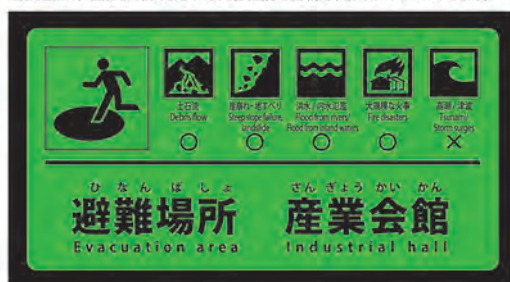 土石流
Debris flow
○
崖崩れ・地すべり
Steep slope failure,
landslide
○
洪水/内水氾濫
Flood from rivers/
Flood from inland waters
○
大規模な火事
Fire disasters
○
高潮/津波
Tsunami/
Storm surges
×
ひなんばしょ
避難場所
Evacuation area
さんぎょうかいかん
産業会館
Industrial hall